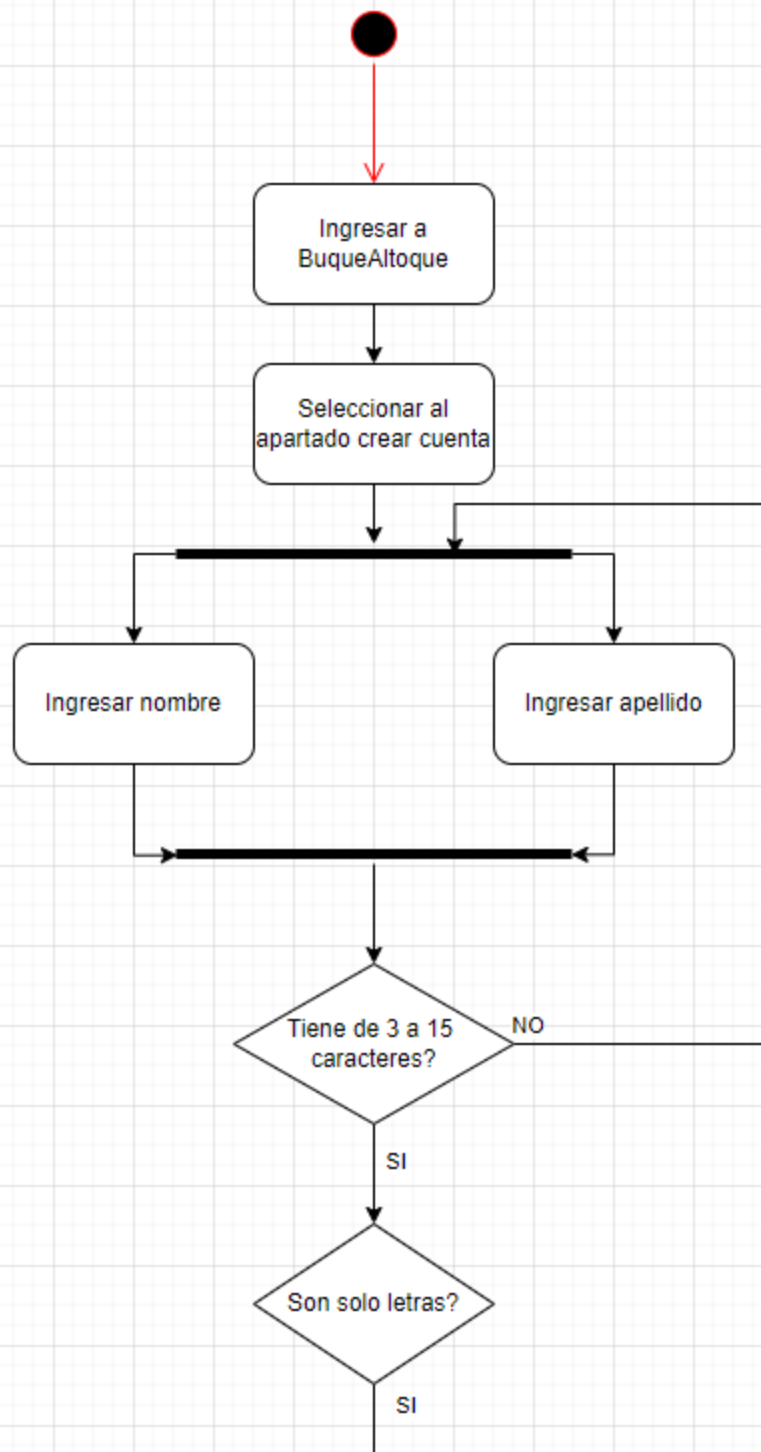 Ingresar a
BuqueAltoque
Seleccionar al
apartado crear cuenta
Ingresar nombre
Ingresar apellido
Tiene de 3 a 15
caracteres?
NO
SI
Son solo letras?
SI